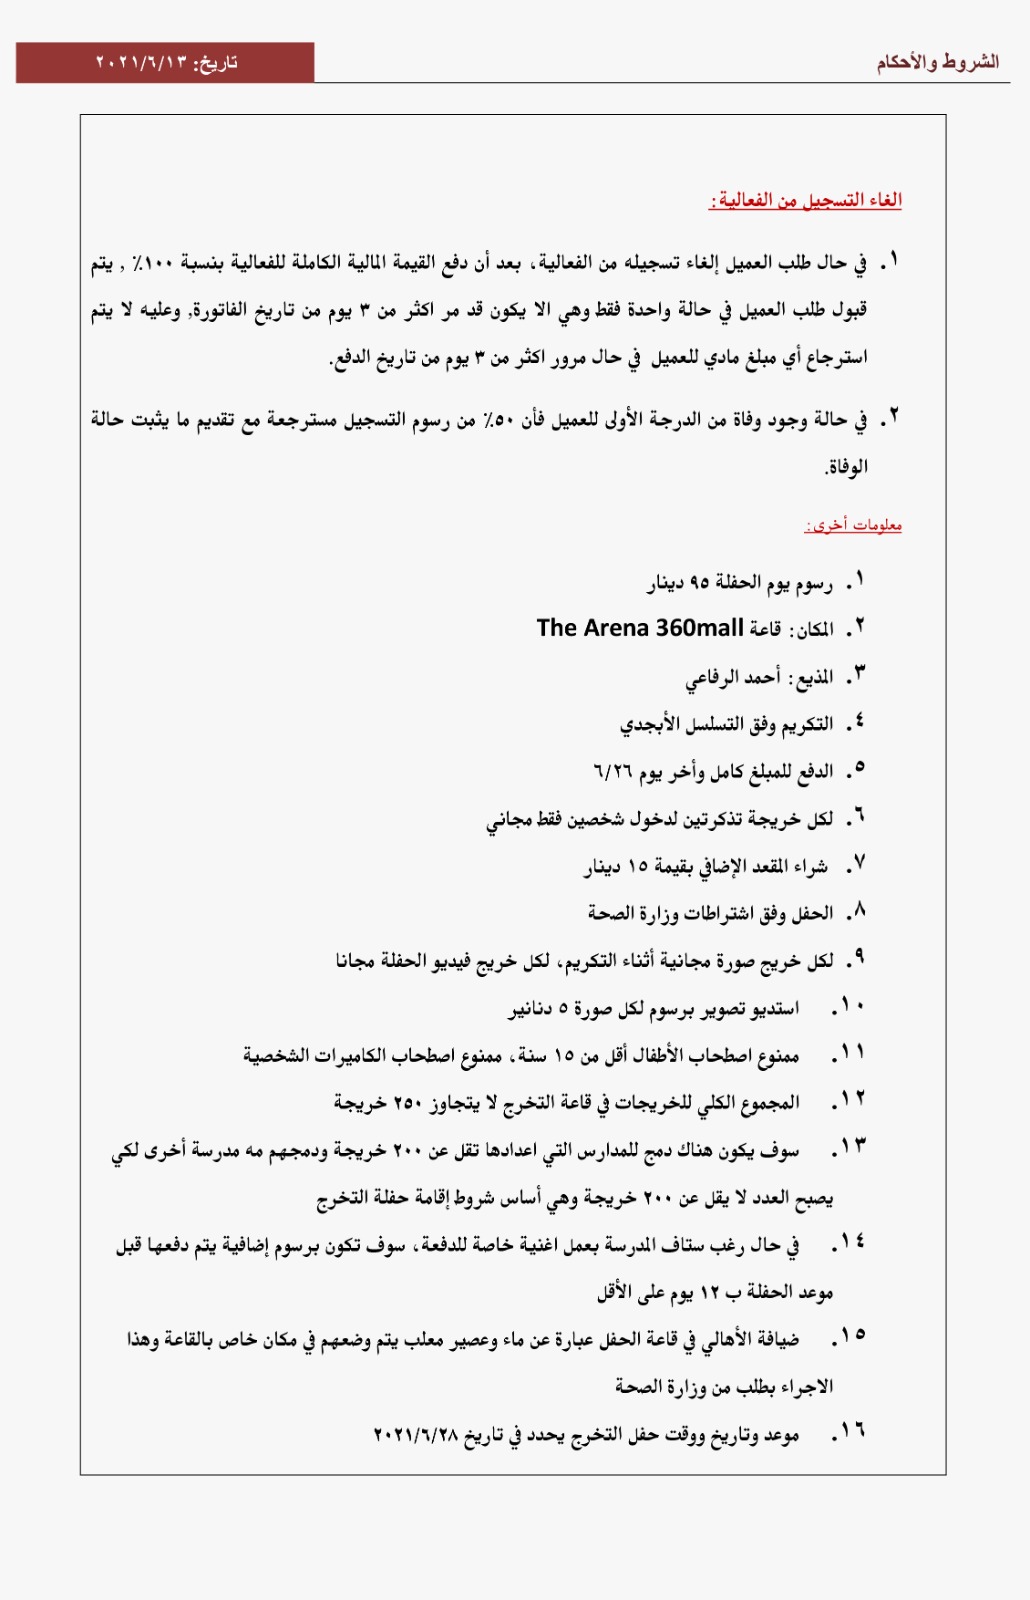 الشروط والأحكام
تاريخ: ٢٠٢١/٦/١٣
الغاء التسجيل من الفعالية:
١. في حال طلب العميل إلغاء تسجيله من الفعالية، بعد أن دفع القيمة المالية الكاملة للفعالية بنسبة ١٠٠٪ , يتم
قبول طلب العميل في حالة واحدة فقط وهي الا يكون قد مر اكثر من ٣ يوم من تاريخ الفاتورة, وعليه لا يتم
استرجاع أي مبلغ مادي للعميل في حال مرور اكثر من ٣ يوم من تاريخ الدفع.
٢. في حالة وجود وفاة من الدرجة الأولى للعميل فأن ٥٠٪ من رسوم التسجيل مسترجعة مع تقديم ما يثبت حالة
الوفاة.
معلومات أخرى:
١. رسوم يوم الحفلة ٩٥ دينار
٢. المكان: قاعة The Arena 360mall
٣. المذيع: أحمد الرفاعي
٤. التكريم وفق التسلسل الأبجدي
٥. الدفع للمبلغ كامل وأخر يوم ٦/٢٦
٦. لكل خريجة تذكرتين لدخول شخصين فقط مجاني
٧. شراء المقعد الإضافي بقيمة ١٥ دينار
٨. الحفل وفق اشتراطات وزارة الصحة
٩. لكل خريج صورة مجانية أثناء التكريم، لكل خريج فيديو الحفلة مجانا
١٠. استديو تصوير برسوم لكل صورة ٥ دنانير
١١. ممنوع اصطحاب الأطفال أقل من ١٥ سنة، ممنوع اصطحاب الكاميرات الشخصية
١٢. المجموع الكلي للخريجات في قاعة التخرج لا يتجاوز ٢٥٠ خريجة
١٣. سوف يكون هناك دمج للمدارس التي اعدادها تقل عن ٢٠٠ خريجة ودمجهم مه مدرسة أخرى لكي
يصبح العدد لا يقل عن ٢٠٠ خريجة وهي أساس شروط إقامة حفلة التخرج
١٤. في حال رغب ستاف المدرسة بعمل اغنية خاصة للدفعة، سوف تكون برسوم إضافية يتم دفعها قبل
موعد الحفلة ب ١٢ يوم على الأقل
١٥. ضيافة الأهالي في قاعة الحفل عبارة عن ماء وعصير معلب يتم وضعهم في مكان خاص بالقاعة وهذا
الاجراء بطلب من وزارة الصحة
١٦. موعد وتاريخ ووقت حفل التخرج يحدد في تاريخ ٢٠٢١/٦/٢٨